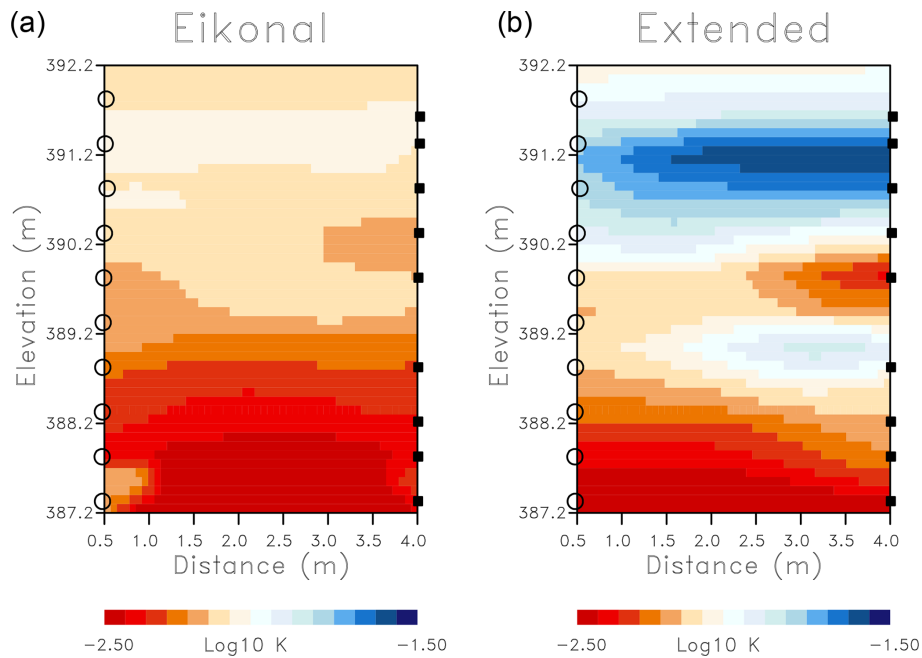 (a) Eikonal (b) Extended
392.2 392.2
391.2 391.2
390.2 390.2
389.2 389.2
388.2 388.2
387.2 387.2
Elevation (m) Elevation (m)
0.5 1.0 1.5 2.0 2.5 3.0 3.5 4.0 0.5 1.0 1.5 2.0 2.5 3.0 3.5 4.0
Distance (m) Distance (m)
-2.50 Log10 K -1.50 -2.50 Log10 K -1.50